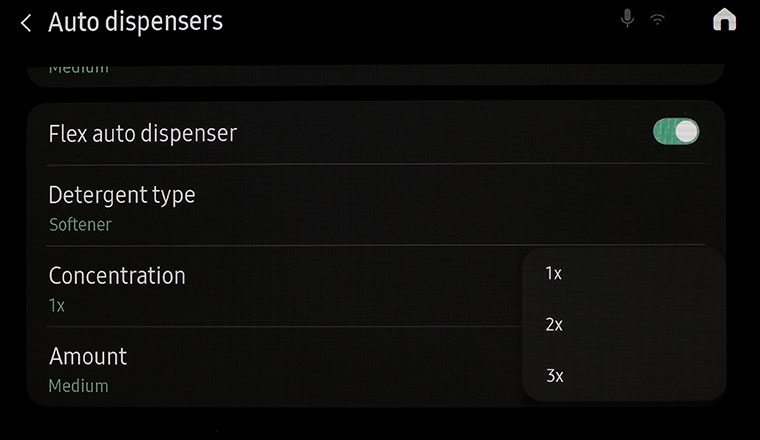 Auto dispensers
Medium
Flex auto dispenser
Detergent type
Softener
Concentration
1x
1x
2x
3x
Amount
Medium